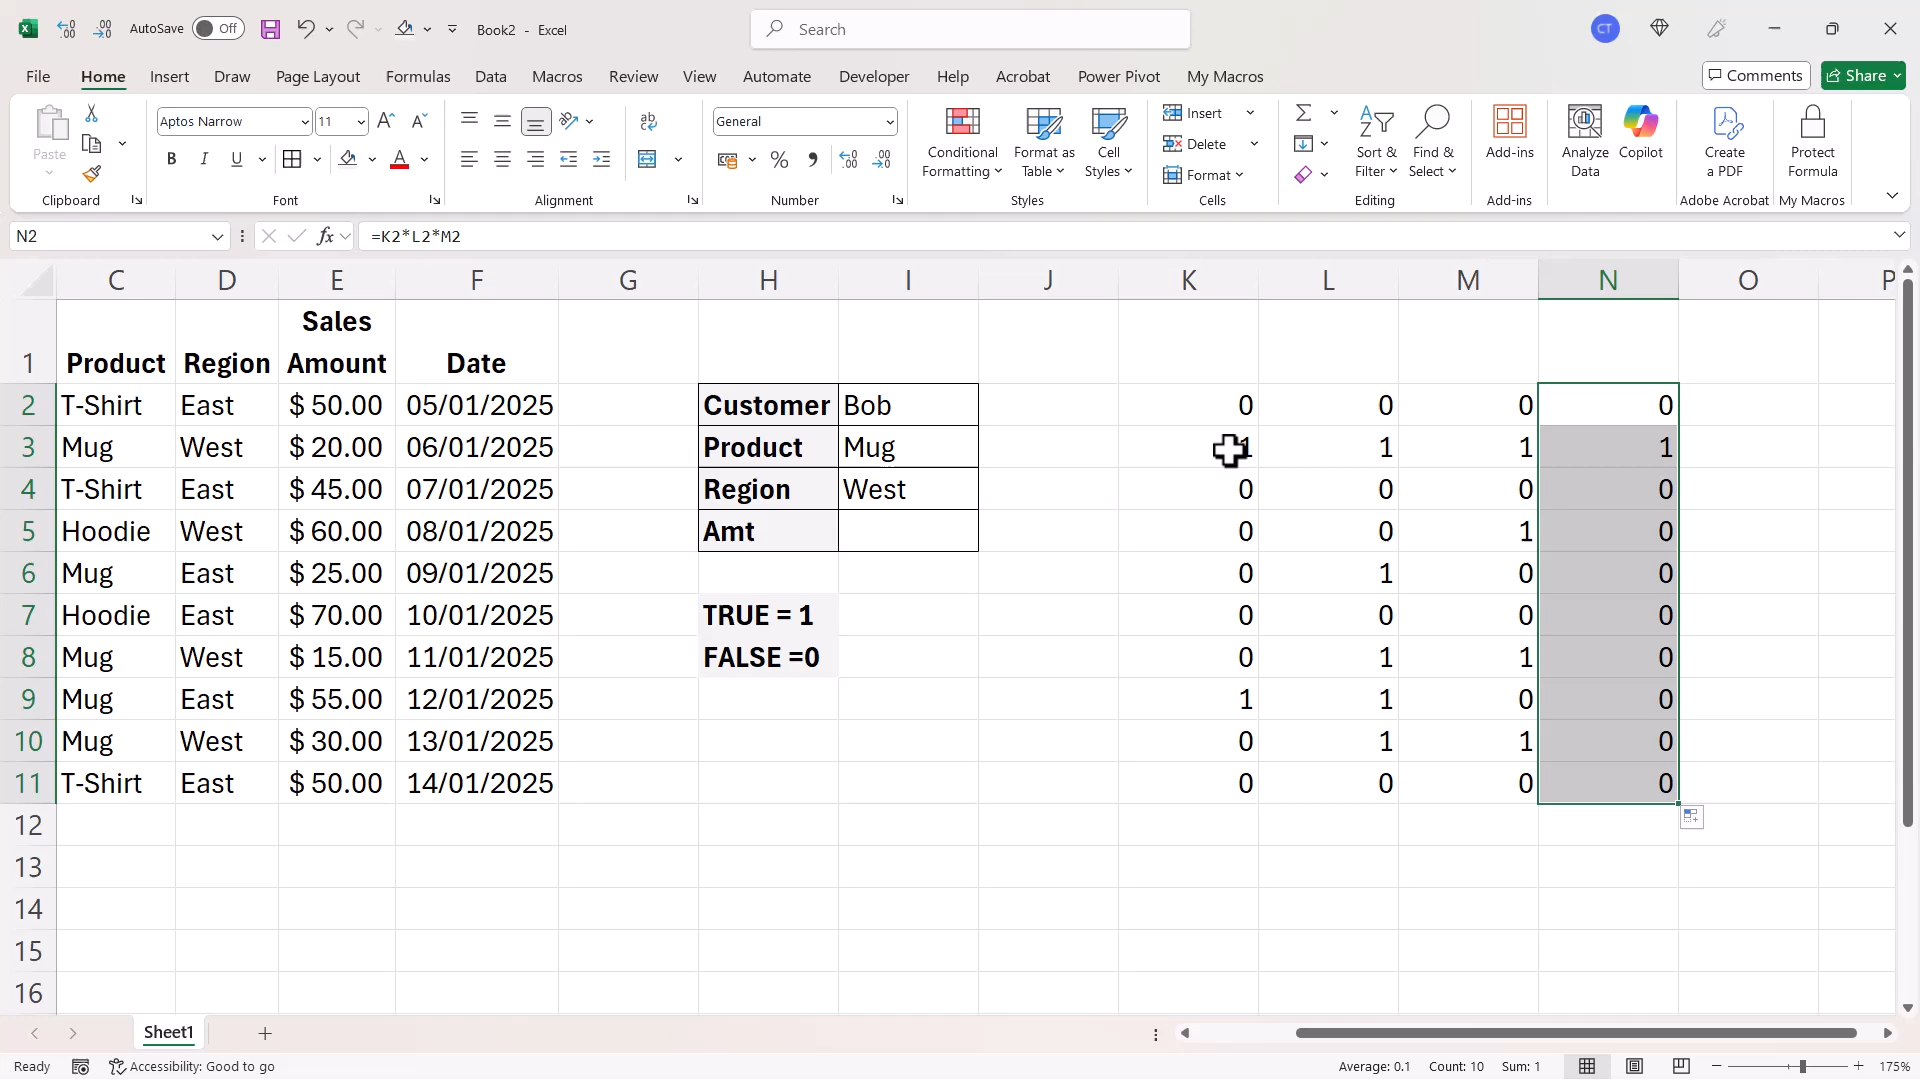 AutoSave Off Book2 - Excel Search CT
File Home Insert Draw Page Layout Formulas Data Macros Review View Automate Developer Help Acrobat Power Pivot My Macros Comments Share
Paste
Clipboard
Aptos Narrow 11
B I U A
Font
Alignment
General
%
Number
Conditional Formatting
Format as Table
Cell Styles
Styles
Insert
Delete
Format
Cells
Sort & Filter
Find & Select
Editing
Add-ins
Add-ins
Analyze Data
Copilot
Create a PDF
Adobe Acrobat
Protect Formula
My Macros
N2 fx =K2*L2*M2
C D E F G H I J K L M N O P
1 Product Region Sales Amount Date
2 T-Shirt East $ 50.00 05/01/2025 Customer Bob 0 0 0 0
3 Mug West $ 20.00 06/01/2025 Product Mug 1 1 1 1
4 T-Shirt East $ 45.00 07/01/2025 Region West 0 0 0 0
5 Hoodie West $ 60.00 08/01/2025 Amt 0 0 1 0
6 Mug East $ 25.00 09/01/2025 0 1 0 0
7 Hoodie East $ 70.00 10/01/2025 TRUE = 1 0 0 0 0
8 Mug West $ 15.00 11/01/2025 FALSE =0 0 1 1 0
9 Mug East $ 55.00 12/01/2025 1 1 0 0
10 Mug West $ 30.00 13/01/2025 0 1 1 0
11 T-Shirt East $ 50.00 14/01/2025 0 0 0 0
12
13
14
15
16
Sheet1
Ready Accessibility: Good to go Average: 0.1 Count: 10 Sum: 1 175%